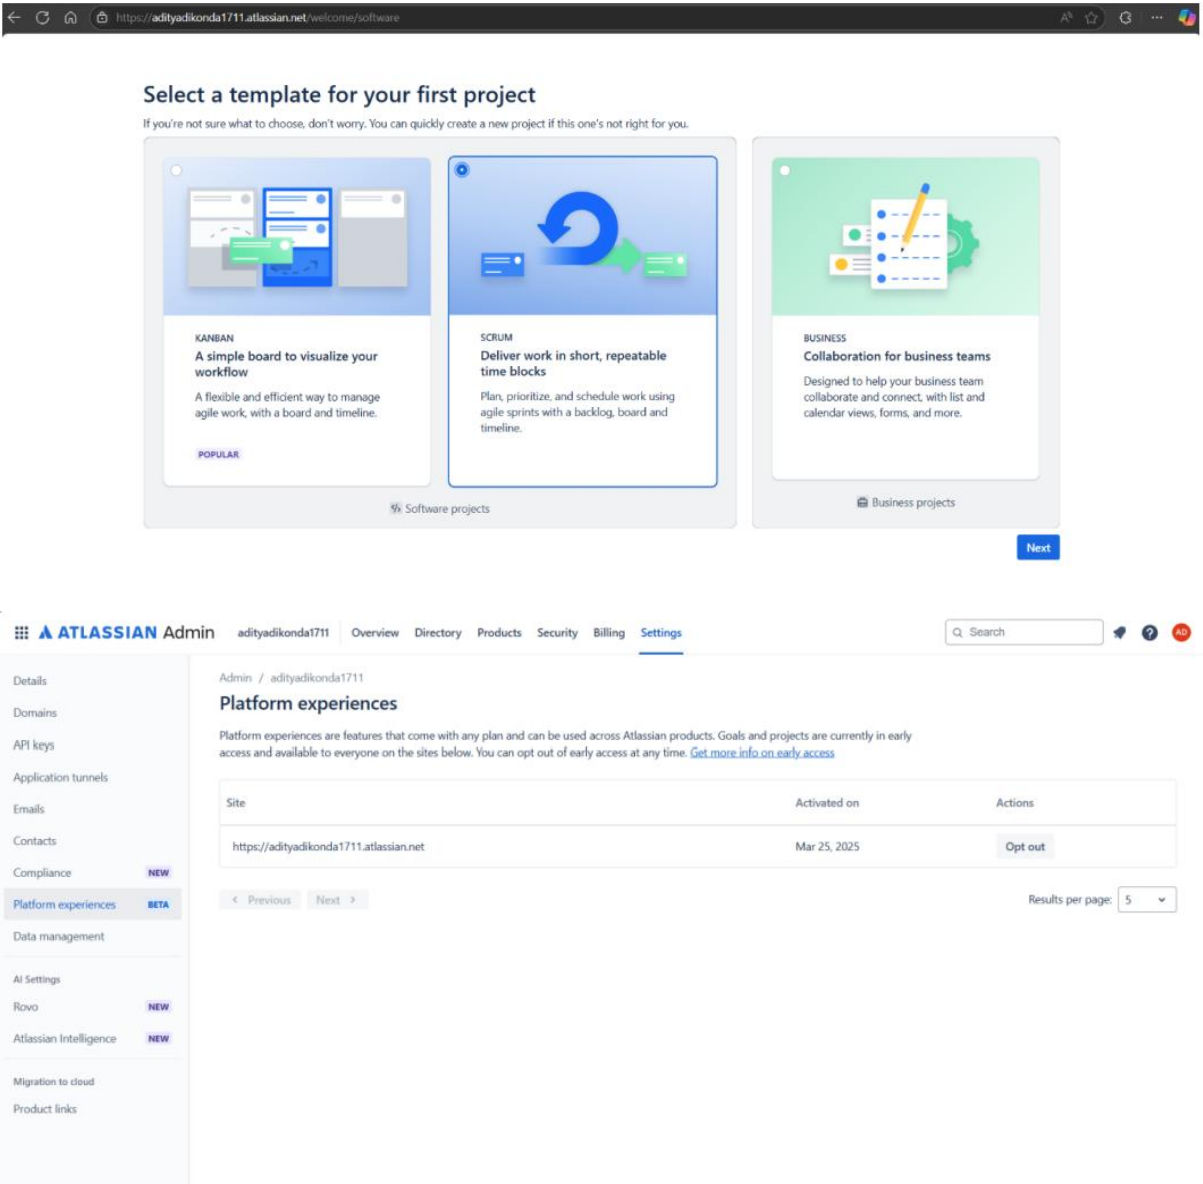 https://adityadikonda1711.atlassian.net/welcome/software
Select a template for your first project
If you're not sure what to choose, don't worry. You can quickly create a new project if this one's not right for you.
KANBAN
A simple board to visualize your
workflow
A flexible and efficient way to manage
agile work, with a board and timeline.
POPULAR
SCRUM
Deliver work in short, repeatable
time blocks
Plan, prioritize, and schedule work using
agile sprints with a backlog, board and
timeline.
Software projects
BUSINESS
Collaboration for business teams
Designed to help your business team
collaborate and connect, with list and
calendar views, forms, and more.
Business projects
Next
ATLASSIAN Admin adityadikonda1711 Overview Directory Products Security Billing Settings Search AD
Details
Domains
API keys
Application tunnels
Emails
Contacts
Compliance NEW
Platform experiences BETA
Data management
AI Settings
Rovo NEW
Atlassian Intelligence NEW
Migration to cloud
Product links
Admin / adityadikonda1711
Platform experiences
Platform experiences are features that come with any plan and can be used across Atlassian products. Goals and projects are currently in early
access and available to everyone on the sites below. You can opt out of early access at any time. Get more info on early access
Site Activated on Actions
https://adityadikonda1711.atlassian.net Mar 25, 2025 Opt out
Previous Next Results per page: 5